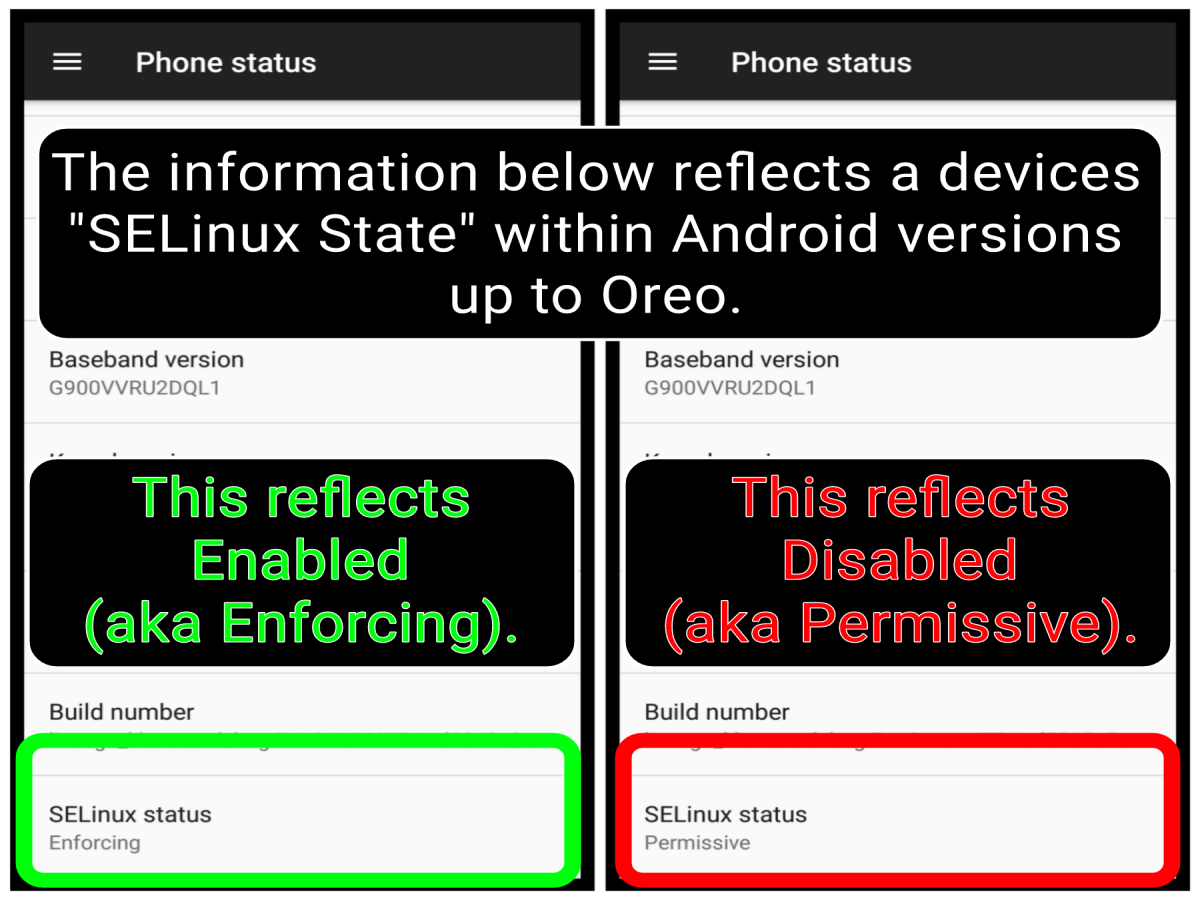 Phone status
Phone status
The information below reflects a devices
"SELinux State" within Android versions
up to Oreo.
Baseband version
G900VVRU2DQL1
Baseband version
G900VVRU2DQL1
This reflects
Enabled
(aka Enforcing).
This reflects
Disabled
(aka Permissive).
Build number
Build number
SELinux status
Enforcing
SELinux status
Permissive